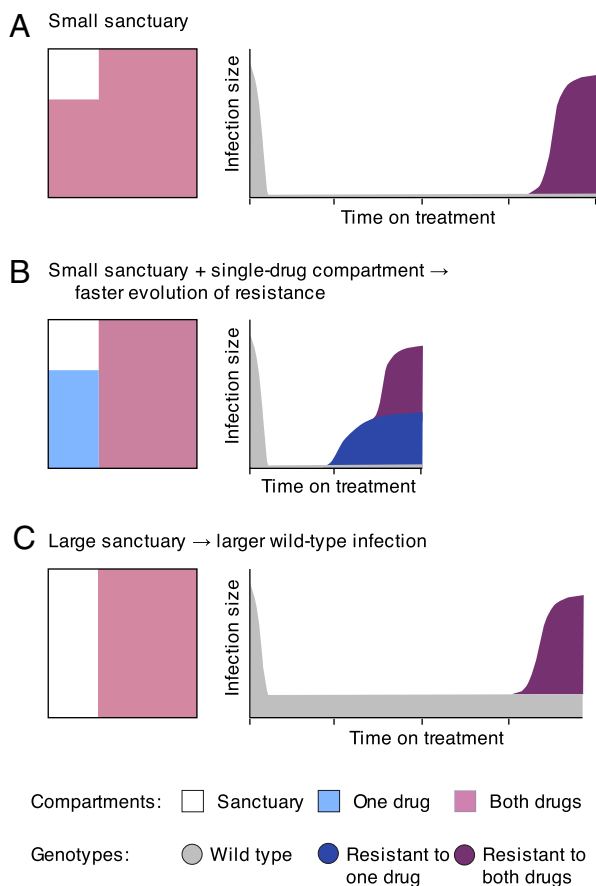 A
Small sanctuary
Infection size
Time on treatment
B
Small sanctuary + single-drug compartment →
faster evolution of resistance
Infection size
Time on treatment
C
Large sanctuary → larger wild-type infection
Infection size
Time on treatment
Compartments: Sanctuary One drug Both drugs
Genotypes: Wild type Resistant to one drug Resistant to both drugs